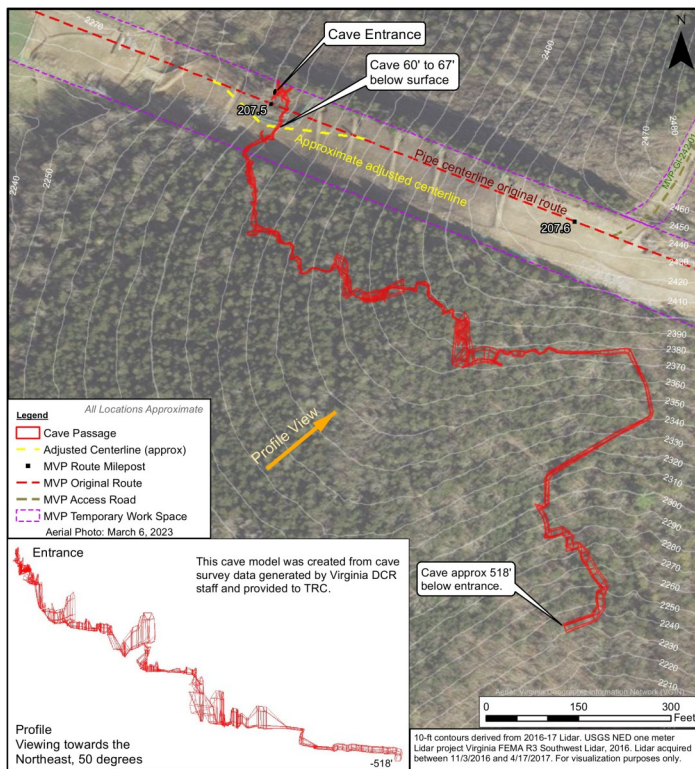 N
Cave Entrance
Cave 60' to 67'
below surface
207.5
Approximate adjusted centerline
Pipe centerline original route
207.6
2270
2240
2250
2400
2470
2480
2460
2450
2440
2430
2420
2410
2390
2380
2370
2360
2350
2340
2330
2320
2310
2300
2290
2280
2270
2260
2250
2240
2230
2220
2210
Profile View
All Locations Approximate
Legend
Cave Passage
Adjusted Centerline (approx)
MVP Route Milepost
MVP Original Route
MVP Access Road
MVP Temporary Work Space
Aerial Photo: March 6, 2023
Cave approx 518'
below entrance.
Entrance
This cave model was created from cave
survey data generated by Virginia DCR
staff and provided to TRC.
Profile
Viewing towards the
Northeast, 50 degrees
-518'
0 150 300
Feet
10-ft contours derived from 2016-17 Lidar. USGS NED one meter
Lidar project Virginia FEMA R3 Southwest Lidar, 2016. Lidar acquired
between 11/3/2016 and 4/17/2017. For visualization purposes only.